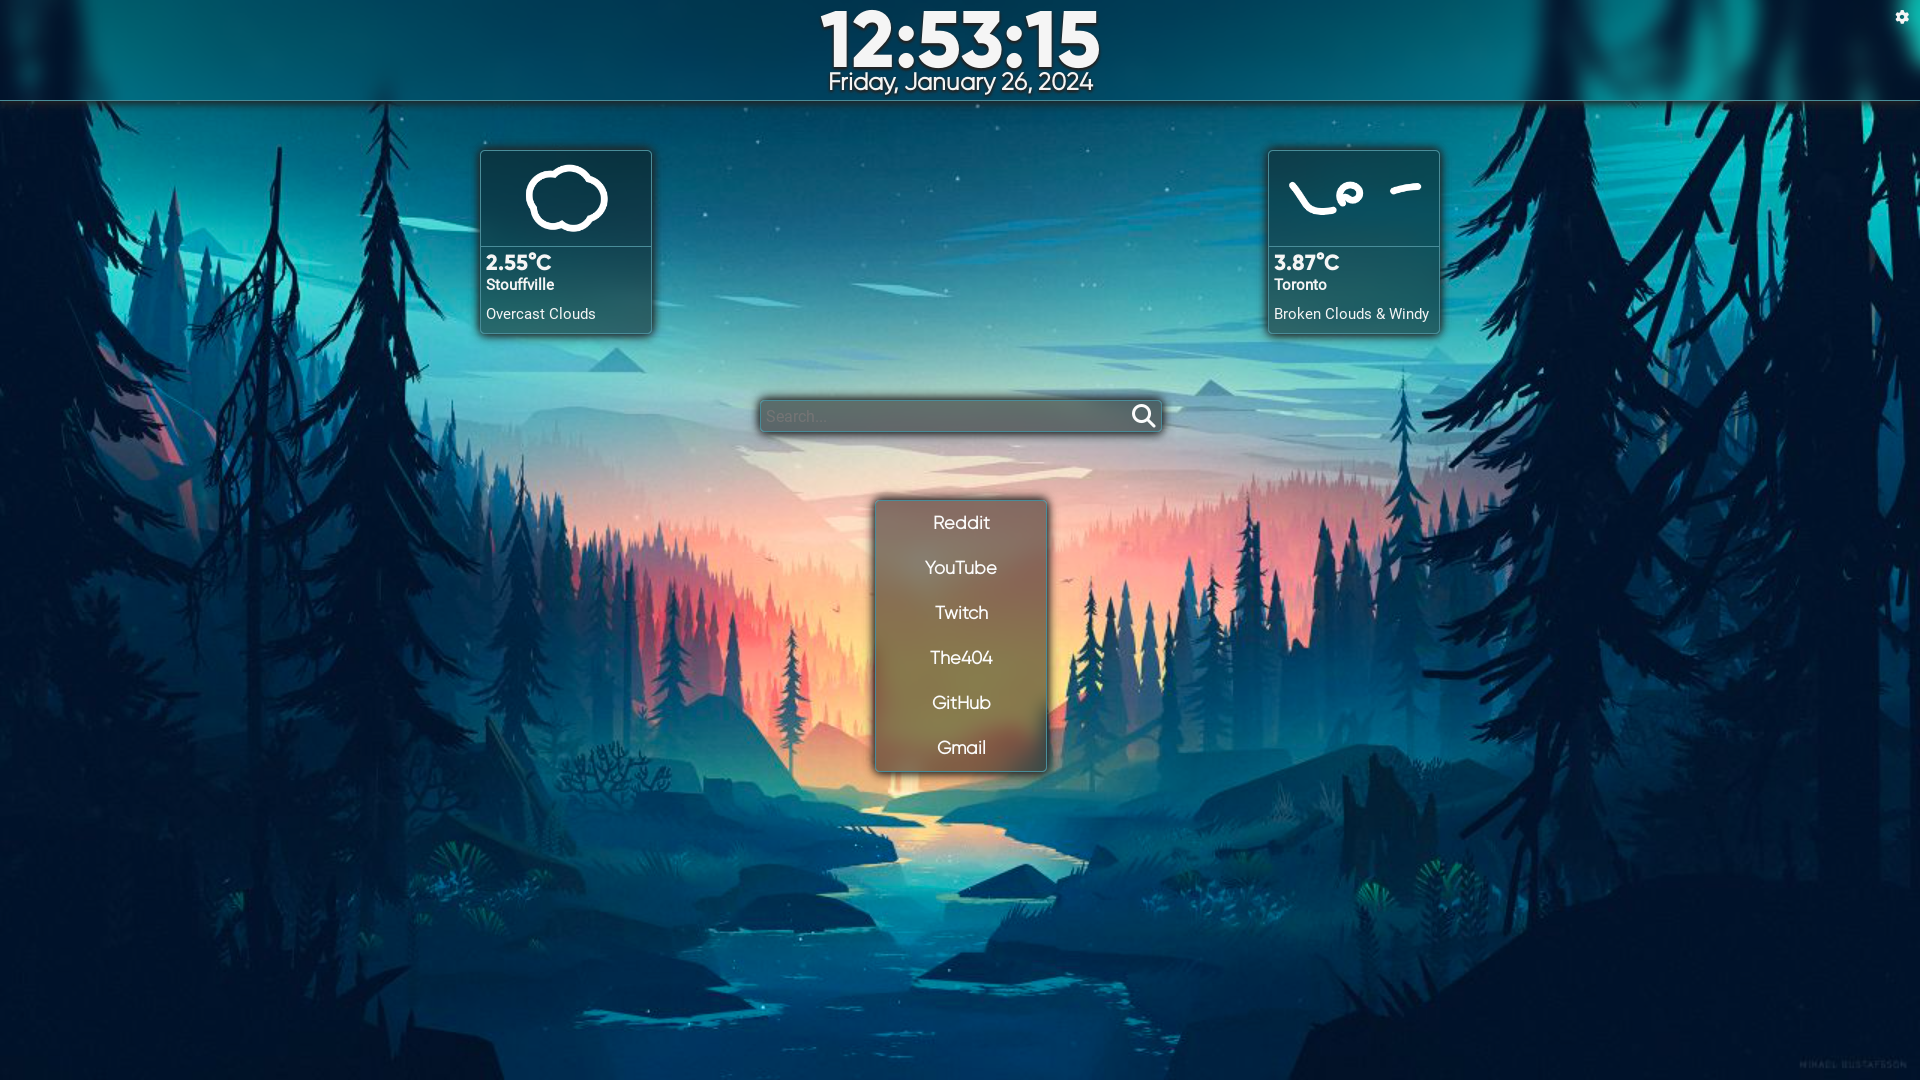 12:53:15
Friday, January 26, 2024
2.55°C
Stouffville
Overcast Clouds
3.87°C
Toronto
Broken Clouds & Windy
Search...
Reddit
YouTube
Twitch
The404
GitHub
Gmail
MIKAEL GUSTAFSSON